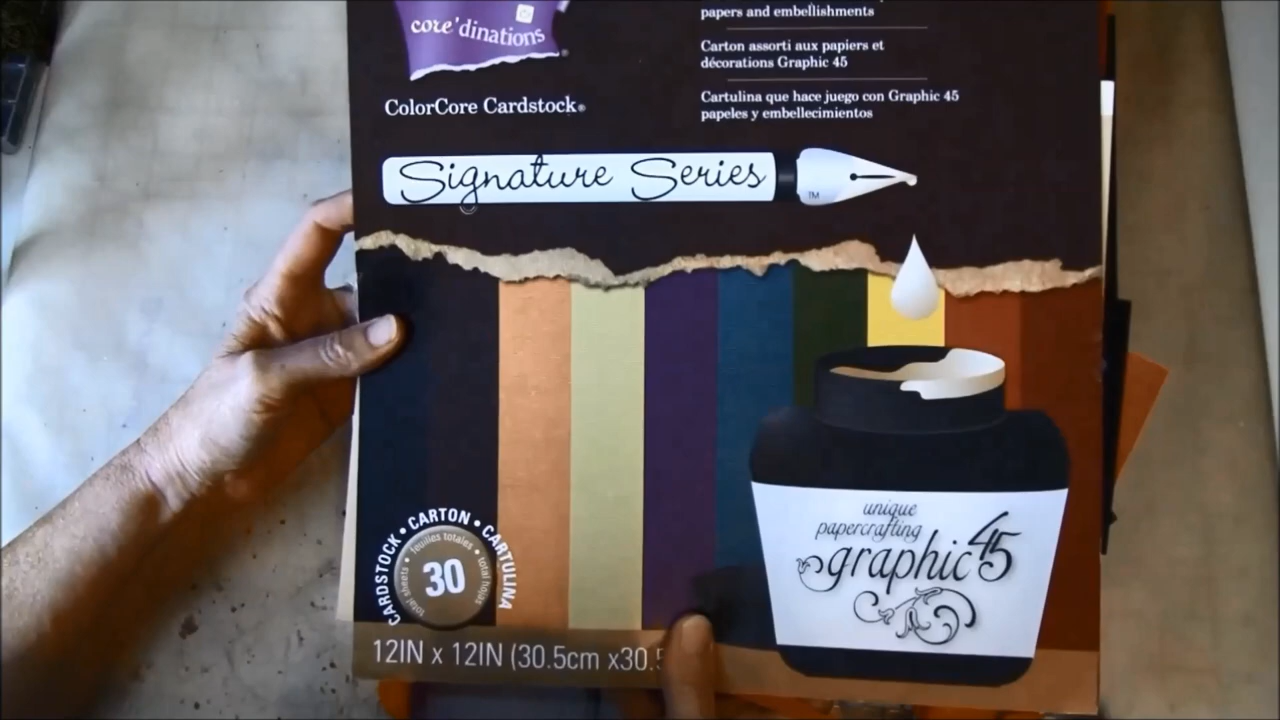 core'dinations
®
ColorCore Cardstock®
papers and embellishments
Carton assorti aux papiers et
décorations Graphic 45
Cartulina que hace juego con Graphic 45
papeles y embellecimientos
Signature Series
TM
unique
papercrafting
graphic 45
CARDSTOCK • CARTON • CARTULINA
total sheets • feuilles totales • total hojas
30
12IN x 12IN (30.5cm x30.5